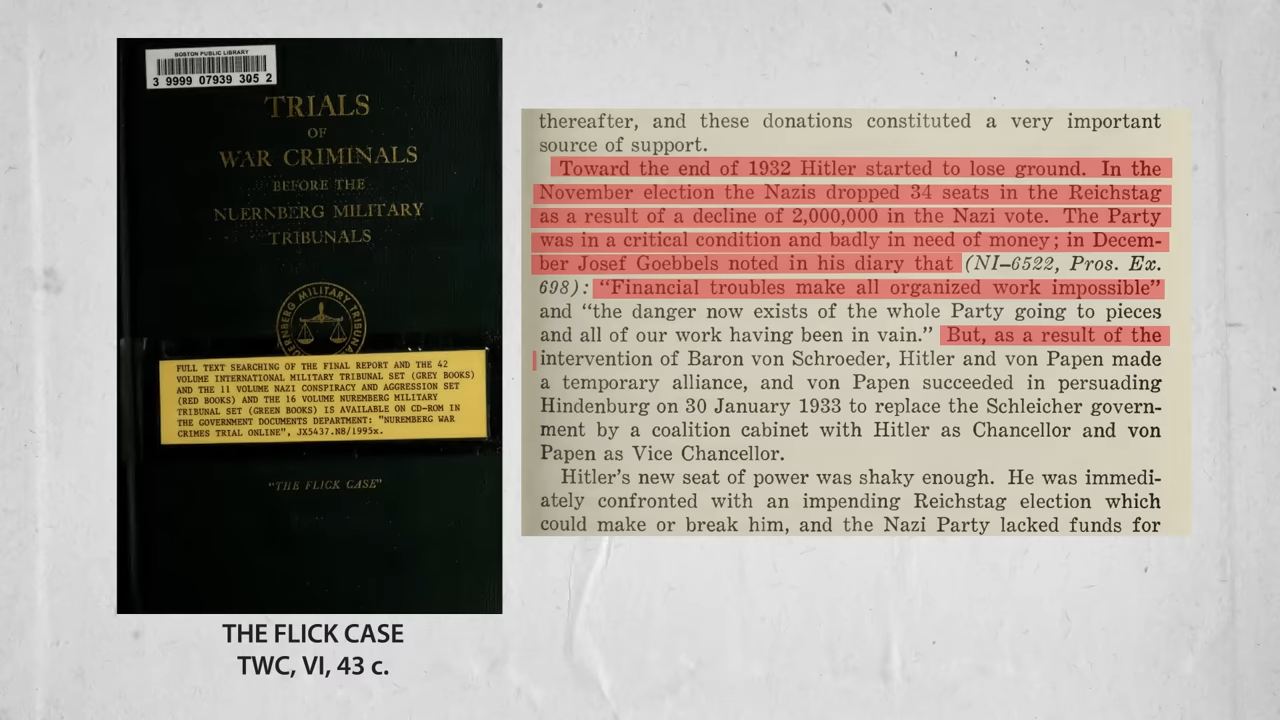 BOSTON PUBLIC LIBRARY
3 9999 07939 305 2
TRIALS
OF
WAR CRIMINALS
BEFORE THE
NUERNBERG MILITARY
TRIBUNALS
NUERNBERG MILITARY TRIBUNA
FULL TEXT SEARCHING OF THE FINAL REPORT AND THE 42
VOLUME INTERNATIONAL MILITARY TRIBUNAL SET (GREY BOOKS)
AND THE 11 VOLUME NAZI CONSPIRACY AND AGGRESSION SET
(RED BOOKS) AND THE 16 VOLUME NUREMBERG MILITARY
TRIBUNAL SET (GREEN BOOKS) IS AVAILABLE ON CD-ROM IN
THE GOVERNMENT DOCUMENTS DEPARTMENT: "NUREMBERG WAR
CRIMES TRIAL ONLINE", JX5437.N8/1995x.
"THE FLICK CASE"
THE FLICK CASE
TWC, VI, 43 c.
thereafter, and these donations constituted a very important
source of support.
Toward the end of 1932 Hitler started to lose ground. In the
November election the Nazis dropped 34 seats in the Reichstag
as a result of a decline of 2,000,000 in the Nazi vote. The Party
was in a critical condition and badly in need of money; in Decem-
ber Josef Goebbels noted in his diary that (NI–6522, Pros. Ex.
698): "Financial troubles make all organized work impossible"
and "the danger now exists of the whole Party going to pieces
and all of our work having been in vain." But, as a result of the
intervention of Baron von Schroeder, Hitler and von Papen made
a temporary alliance, and von Papen succeeded in persuading
Hindenburg on 30 January 1933 to replace the Schleicher govern-
ment by a coalition cabinet with Hitler as Chancellor and von
Papen as Vice Chancellor.
Hitler's new seat of power was shaky enough. He was immedi-
ately confronted with an impending Reichstag election which
could make or break him, and the Nazi Party lacked funds for